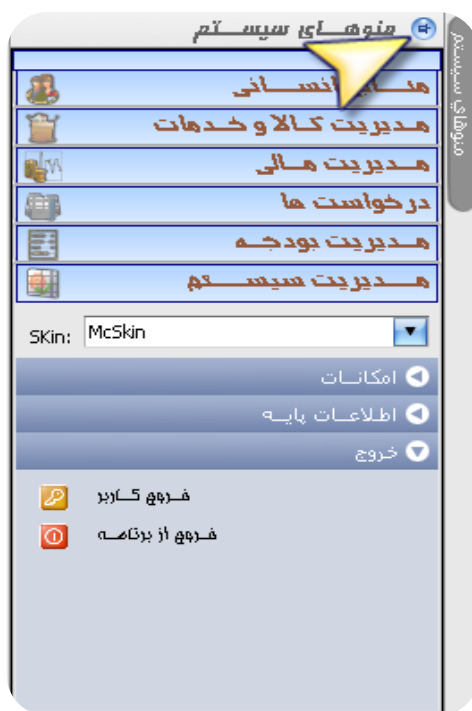 منوهای سیستم
منوهای سیستم
انسانی
مدیریت کالا و خدمات
مدیریت مالی
درخواست ها
مدیریت بودجه
مدیریت سیستم
SKin: McSkin
امکانات
اطلاعات پایه
خروج
خروج کاربر
خروج از برنامه